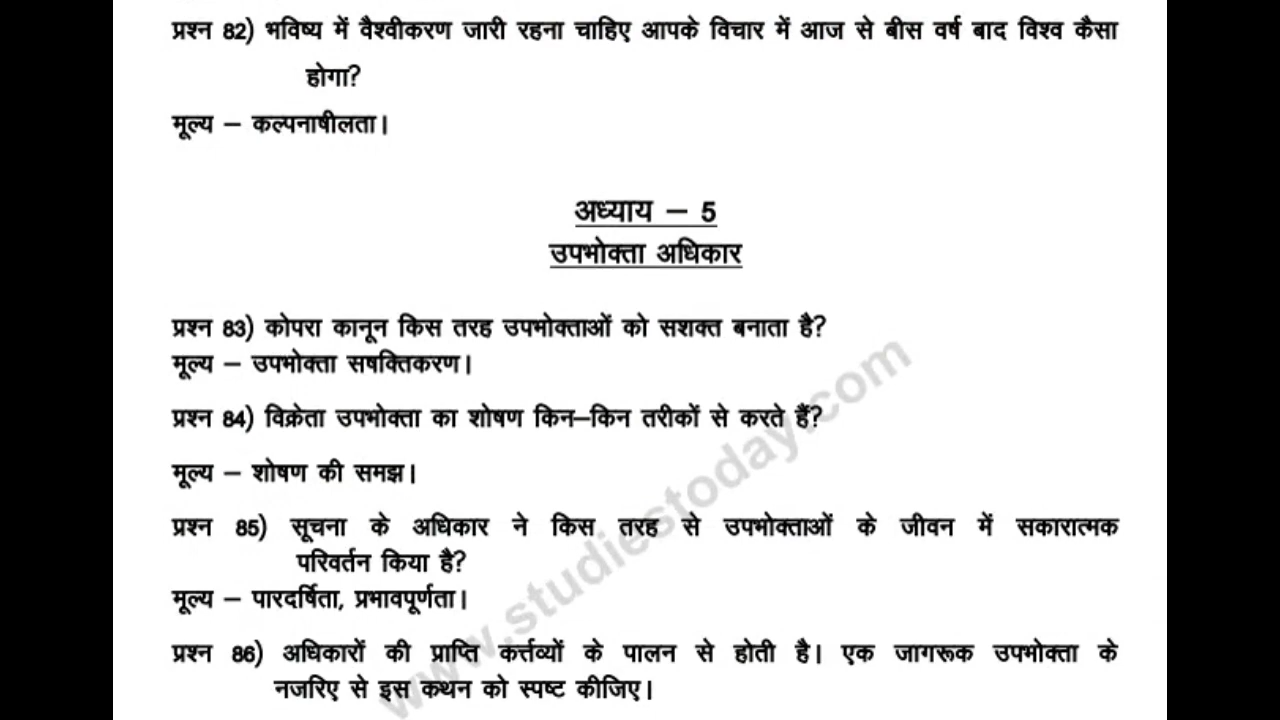 प्रश्न 82) भविष्य में वैश्वीकरण जारी रहना चाहिए आपके विचार में आज से बीस वर्ष बाद विश्व कैसा
होगा?
मूल्य – कल्पनाषीलता।
अध्याय – 5
उपभोक्ता अधिकार
प्रश्न 83) कोपरा कानून किस तरह उपभोक्ताओं को सशक्त बनाता है?
मूल्य – उपभोक्ता सषक्तिकरण।
प्रश्न 84) विक्रेता उपभोक्ता का शोषण किन–किन तरीकों से करते हैं?
मूल्य – शोषण की समझ।
प्रश्न 85) सूचना के अधिकार ने किस तरह से उपभोक्ताओं के जीवन में सकारात्मक
परिवर्तन किया है?
मूल्य – पारदर्षिता, प्रभावपूर्णता।
प्रश्न 86) अधिकारों की प्राप्ति कर्त्तव्यों के पालन से होती है। एक जागरूक उपभोक्ता के
नजरिए से इस कथन को स्पष्ट कीजिए।
www.studiestoday.com